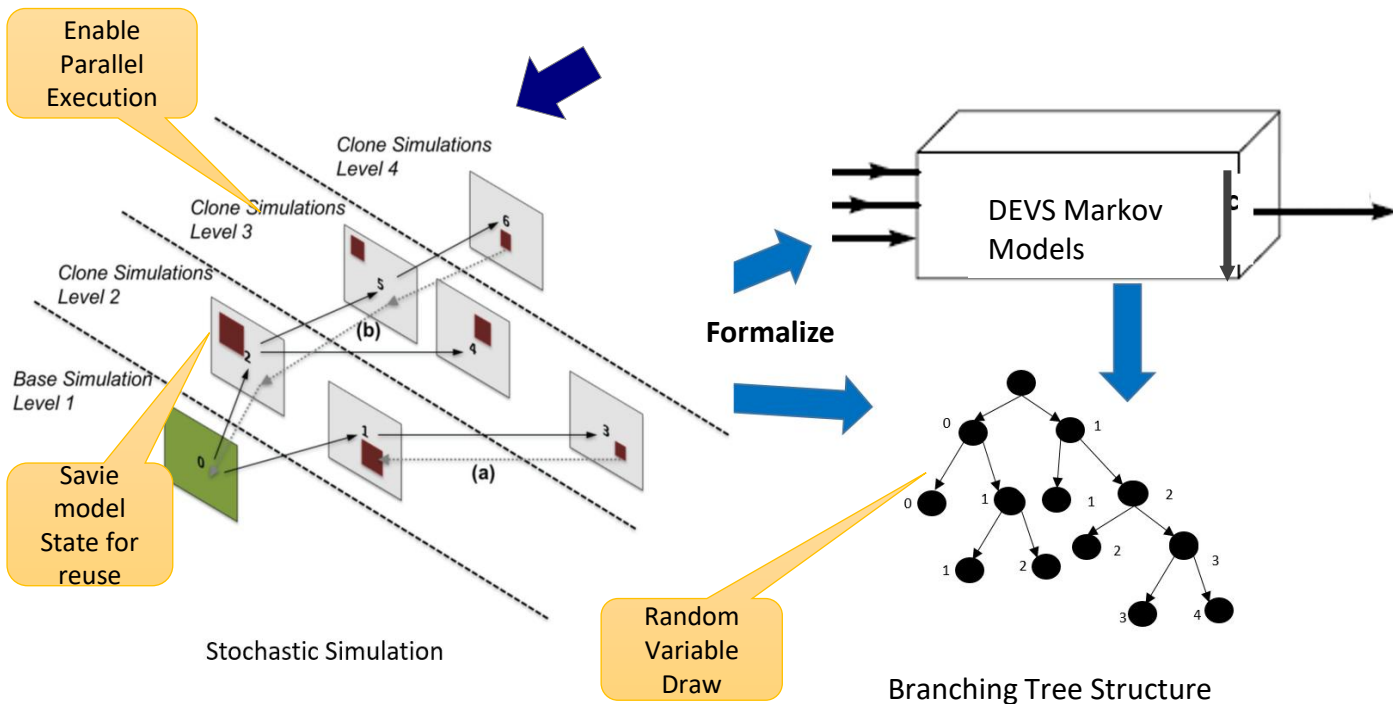 Enable
Parallel
Execution
Clone Simulations
Level 4
Clone Simulations
Level 3
Clone Simulations
Level 2
Base Simulation
Level 1
6
5
(b)
2
4
1
3
0
(a)
Savie
model
State for
reuse
Stochastic Simulation
Formalize
DEVS Markov
Models
c
0
1
0
1
1
2
1
2
2
3
3
4
Random
Variable
Draw
Branching Tree Structure